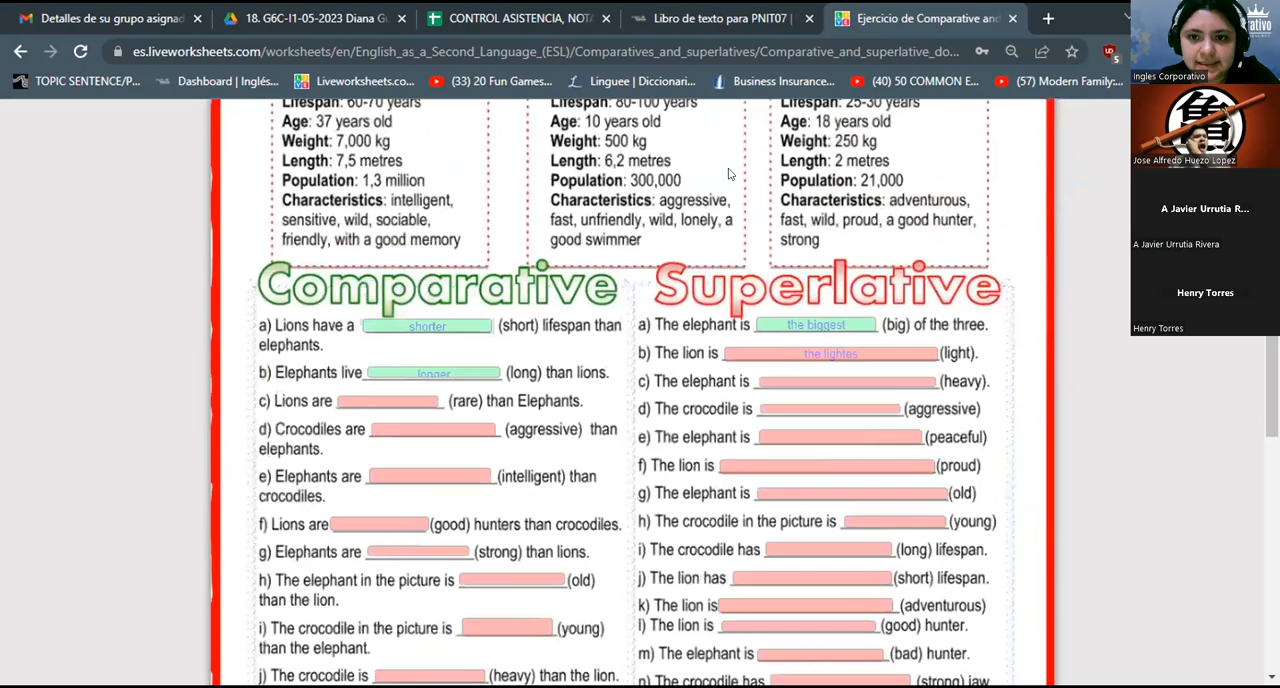 Detalles de su grupo asignad
18. G6C-I1-05-2023 Diana Gu
CONTROL ASISTENCIA, NOTA
Libro de texto para PNIT07 |
Ejercicio de Comparative and
es.liveworksheets.com/worksheets/en/English_as_a_Second_Language_(ESL)/Comparatives_and_superlatives/Comparative_and_superlative_do...
5
TOPIC SENTENCE/P...
Dashboard | Inglés...
Liveworksheets.co...
(33) 20 Fun Games...
Linguee | Diccionari...
Business Insurance...
(40) 50 COMMON E...
(57) Modern Family:...
Lifespan: 60-70 years
Age: 37 years old
Weight: 7,000 kg
Length: 7,5 metres
Population: 1,3 million
Characteristics: intelligent,
sensitive, wild, sociable,
friendly, with a good memory
Lifespan: 80-100 years
Age: 10 years old
Weight: 500 kg
Length: 6,2 metres
Population: 300,000
Characteristics: aggressive,
fast, unfriendly, wild, lonely, a
good swimmer
Lifespan: 25-30 years
Age: 18 years old
Weight: 250 kg
Length: 2 metres
Population: 21,000
Characteristics: adventurous,
fast, wild, proud, a good hunter,
strong
Comparative
a) Lions have a shorter (short) lifespan than
elephants.
b) Elephants live longer (long) than lions.
c) Lions are (rare) than Elephants.
d) Crocodiles are (aggressive) than
elephants.
e) Elephants are (intelligent) than
crocodiles.
f) Lions are (good) hunters than crocodiles.
g) Elephants are (strong) than lions.
h) The elephant in the picture is (old)
than the lion.
i) The crocodile in the picture is (young)
than the elephant.
j) The crocodile is (heavy) than the lion.
Superlative
a) The elephant is the biggest (big) of the three.
b) The lion is the lightes (light).
c) The elephant is (heavy).
d) The crocodile is (aggressive)
e) The elephant is (peaceful)
f) The lion is (proud)
g) The elephant is (old)
h) The crocodile in the picture is (young)
i) The crocodile has (long) lifespan.
j) The lion has (short) lifespan.
k) The lion is (adventurous)
l) The lion is (good) hunter.
m) The elephant is (bad) hunter.
n) The crocodile has (strong) jaw
rativo
Ingles Corporativo
亀
Jose Alfredo Huezo Lopez
A Javier Urrutia R...
A Javier Urrutia Rivera
Henry Torres
Henry Torres